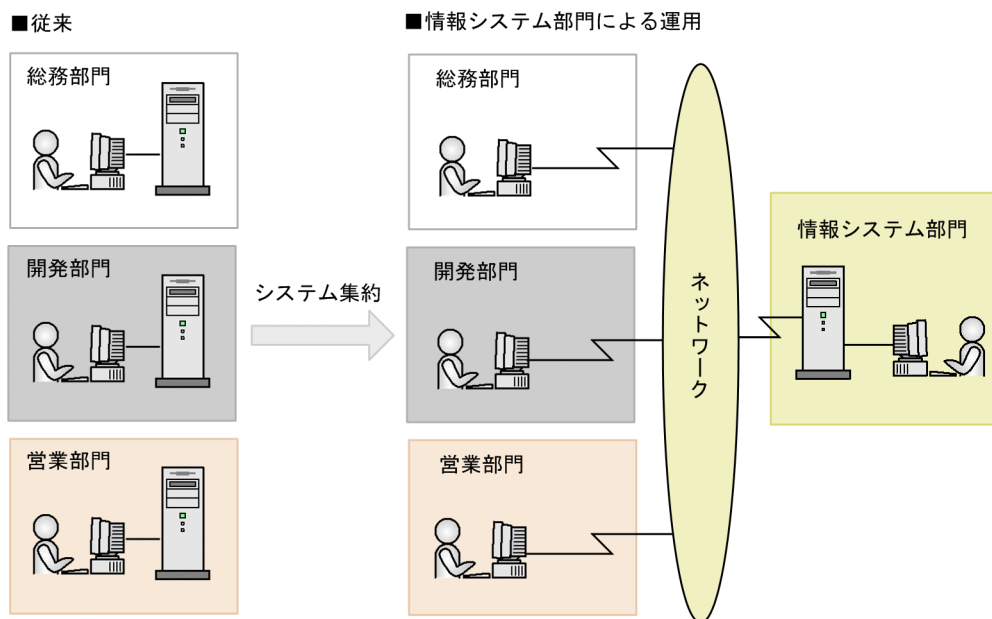 ■従来
■情報システム部門による運用
総務部門
総務部門
情報システム部門
開発部門
開発部門
システム集約
ネットワーク
営業部門
営業部門